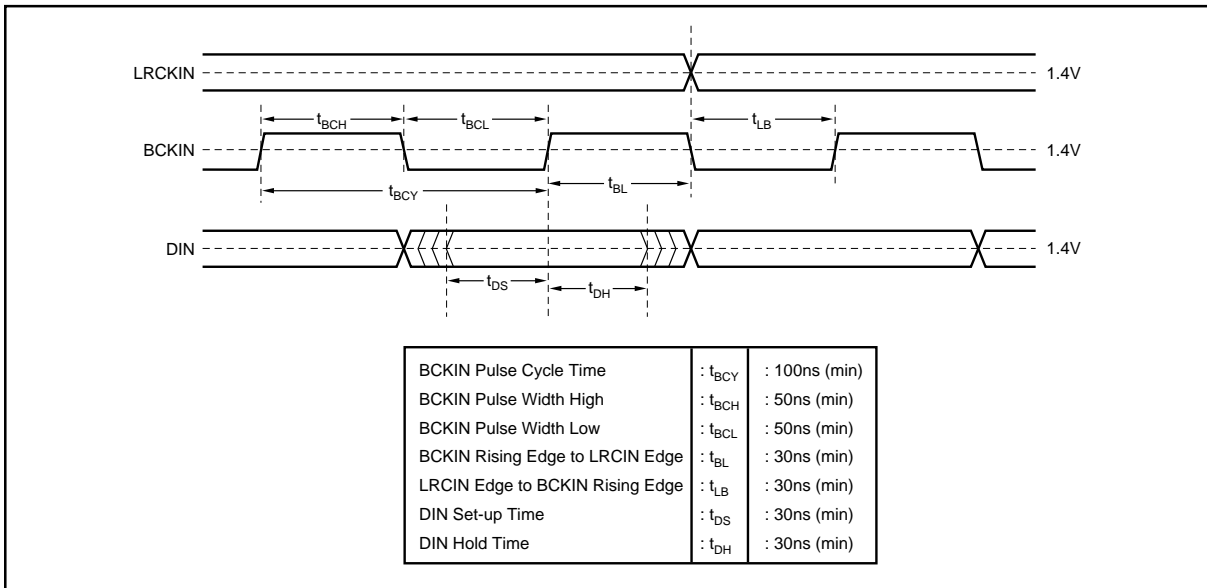 LRCKIN
1.4V
tBCH
tBCL
tLB
BCKIN
1.4V
tBCY
tBL
DIN
1.4V
tDS
tDH
BCKIN Pulse Cycle Time : tBCY : 100ns (min)
BCKIN Pulse Width High : tBCH : 50ns (min)
BCKIN Pulse Width Low : tBCL : 50ns (min)
BCKIN Rising Edge to LRCIN Edge : tBL : 30ns (min)
LRCIN Edge to BCKIN Rising Edge : tLB : 30ns (min)
DIN Set-up Time : tDS : 30ns (min)
DIN Hold Time : tDH : 30ns (min)